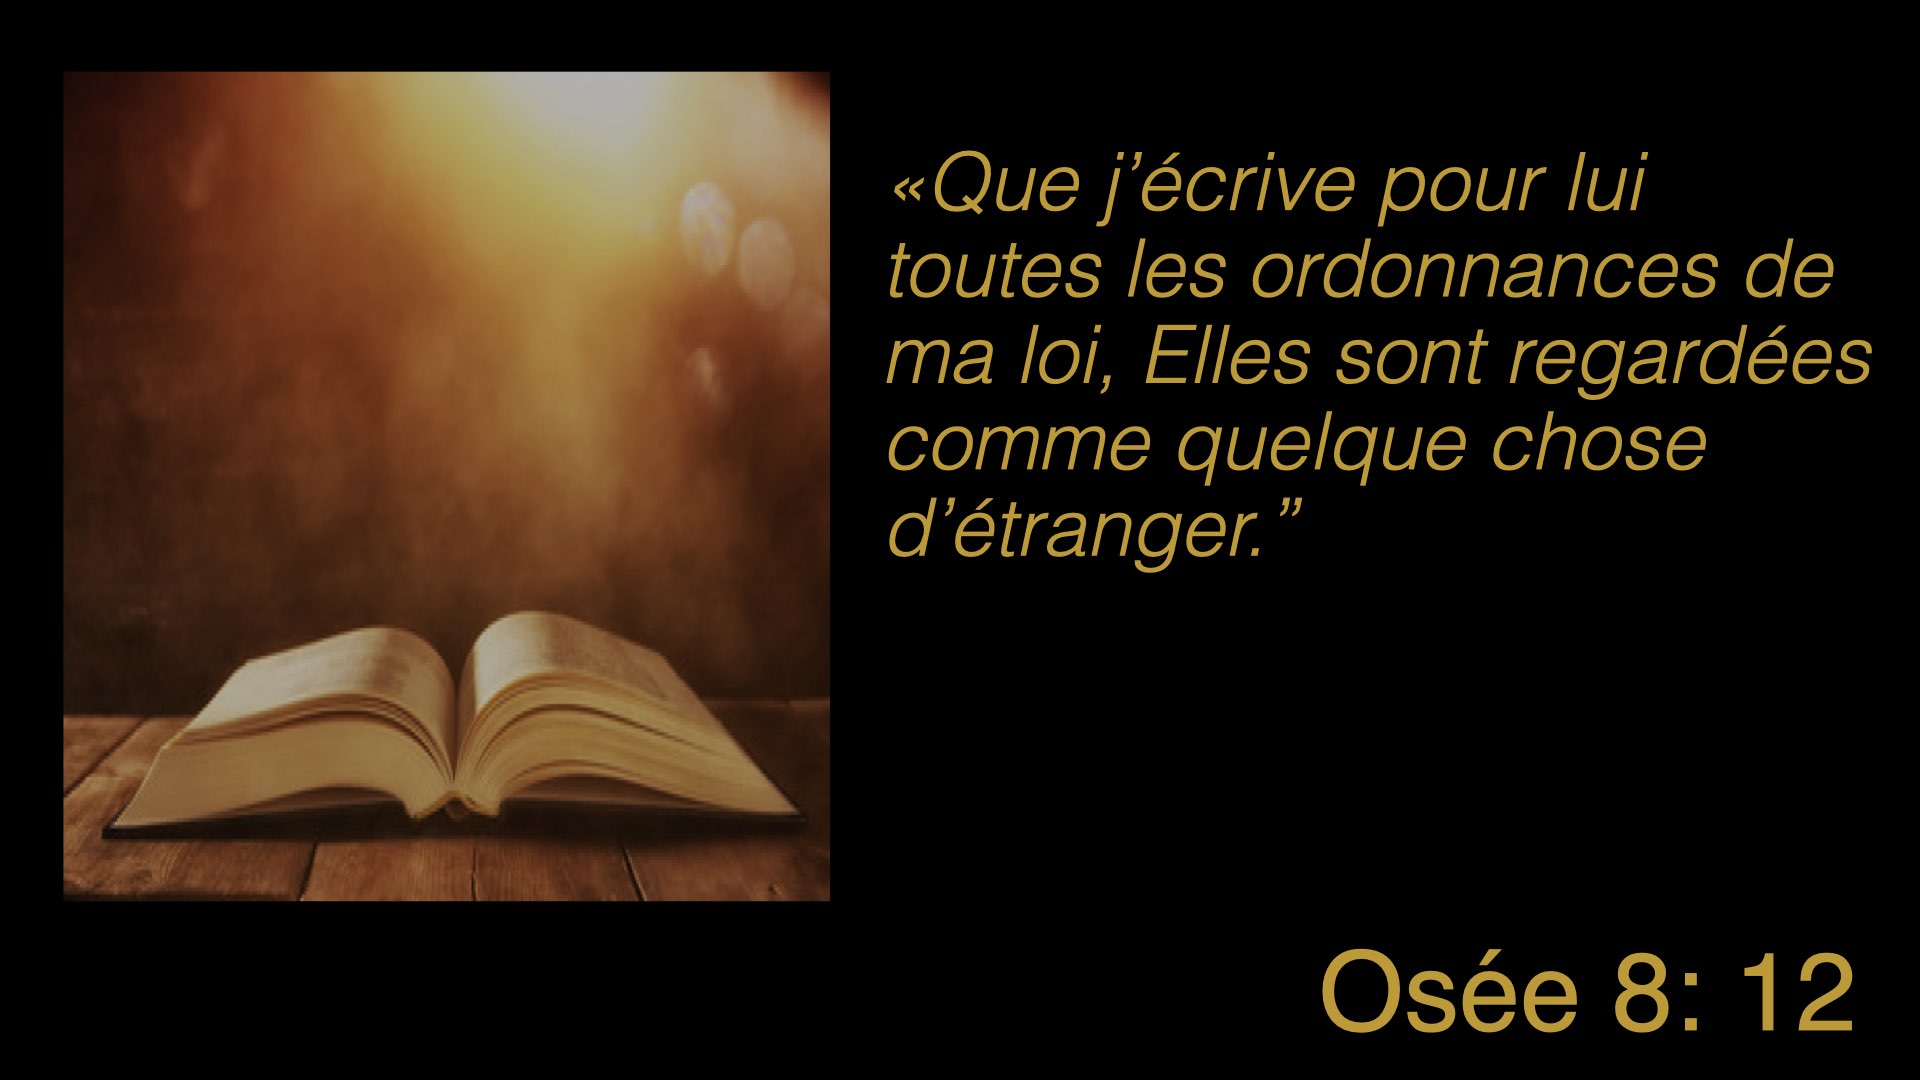 «Que j’écrive pour lui
toutes les ordonnances de
ma loi, Elles sont regardées
comme quelque chose
d’étranger.”
Osée 8: 12